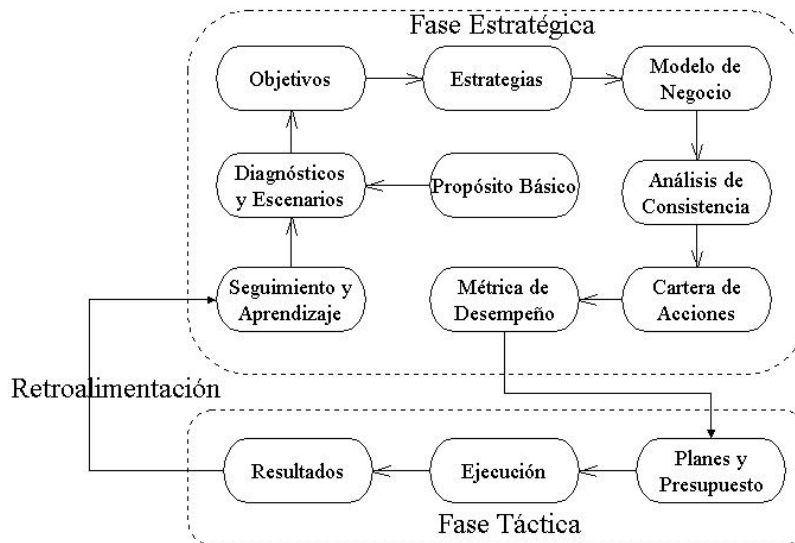 Fase Estratégica
Objetivos
Estrategias
Modelo de
Negocio
Diagnósticos
y Escenarios
Propósito Básico
Análisis de
Consistencia
Seguimiento y
Aprendizaje
Métrica de
Desempeño
Cartera de
Acciones
Retroalimentación
Resultados
Ejecución
Planes y
Presupuesto
Fase Táctica